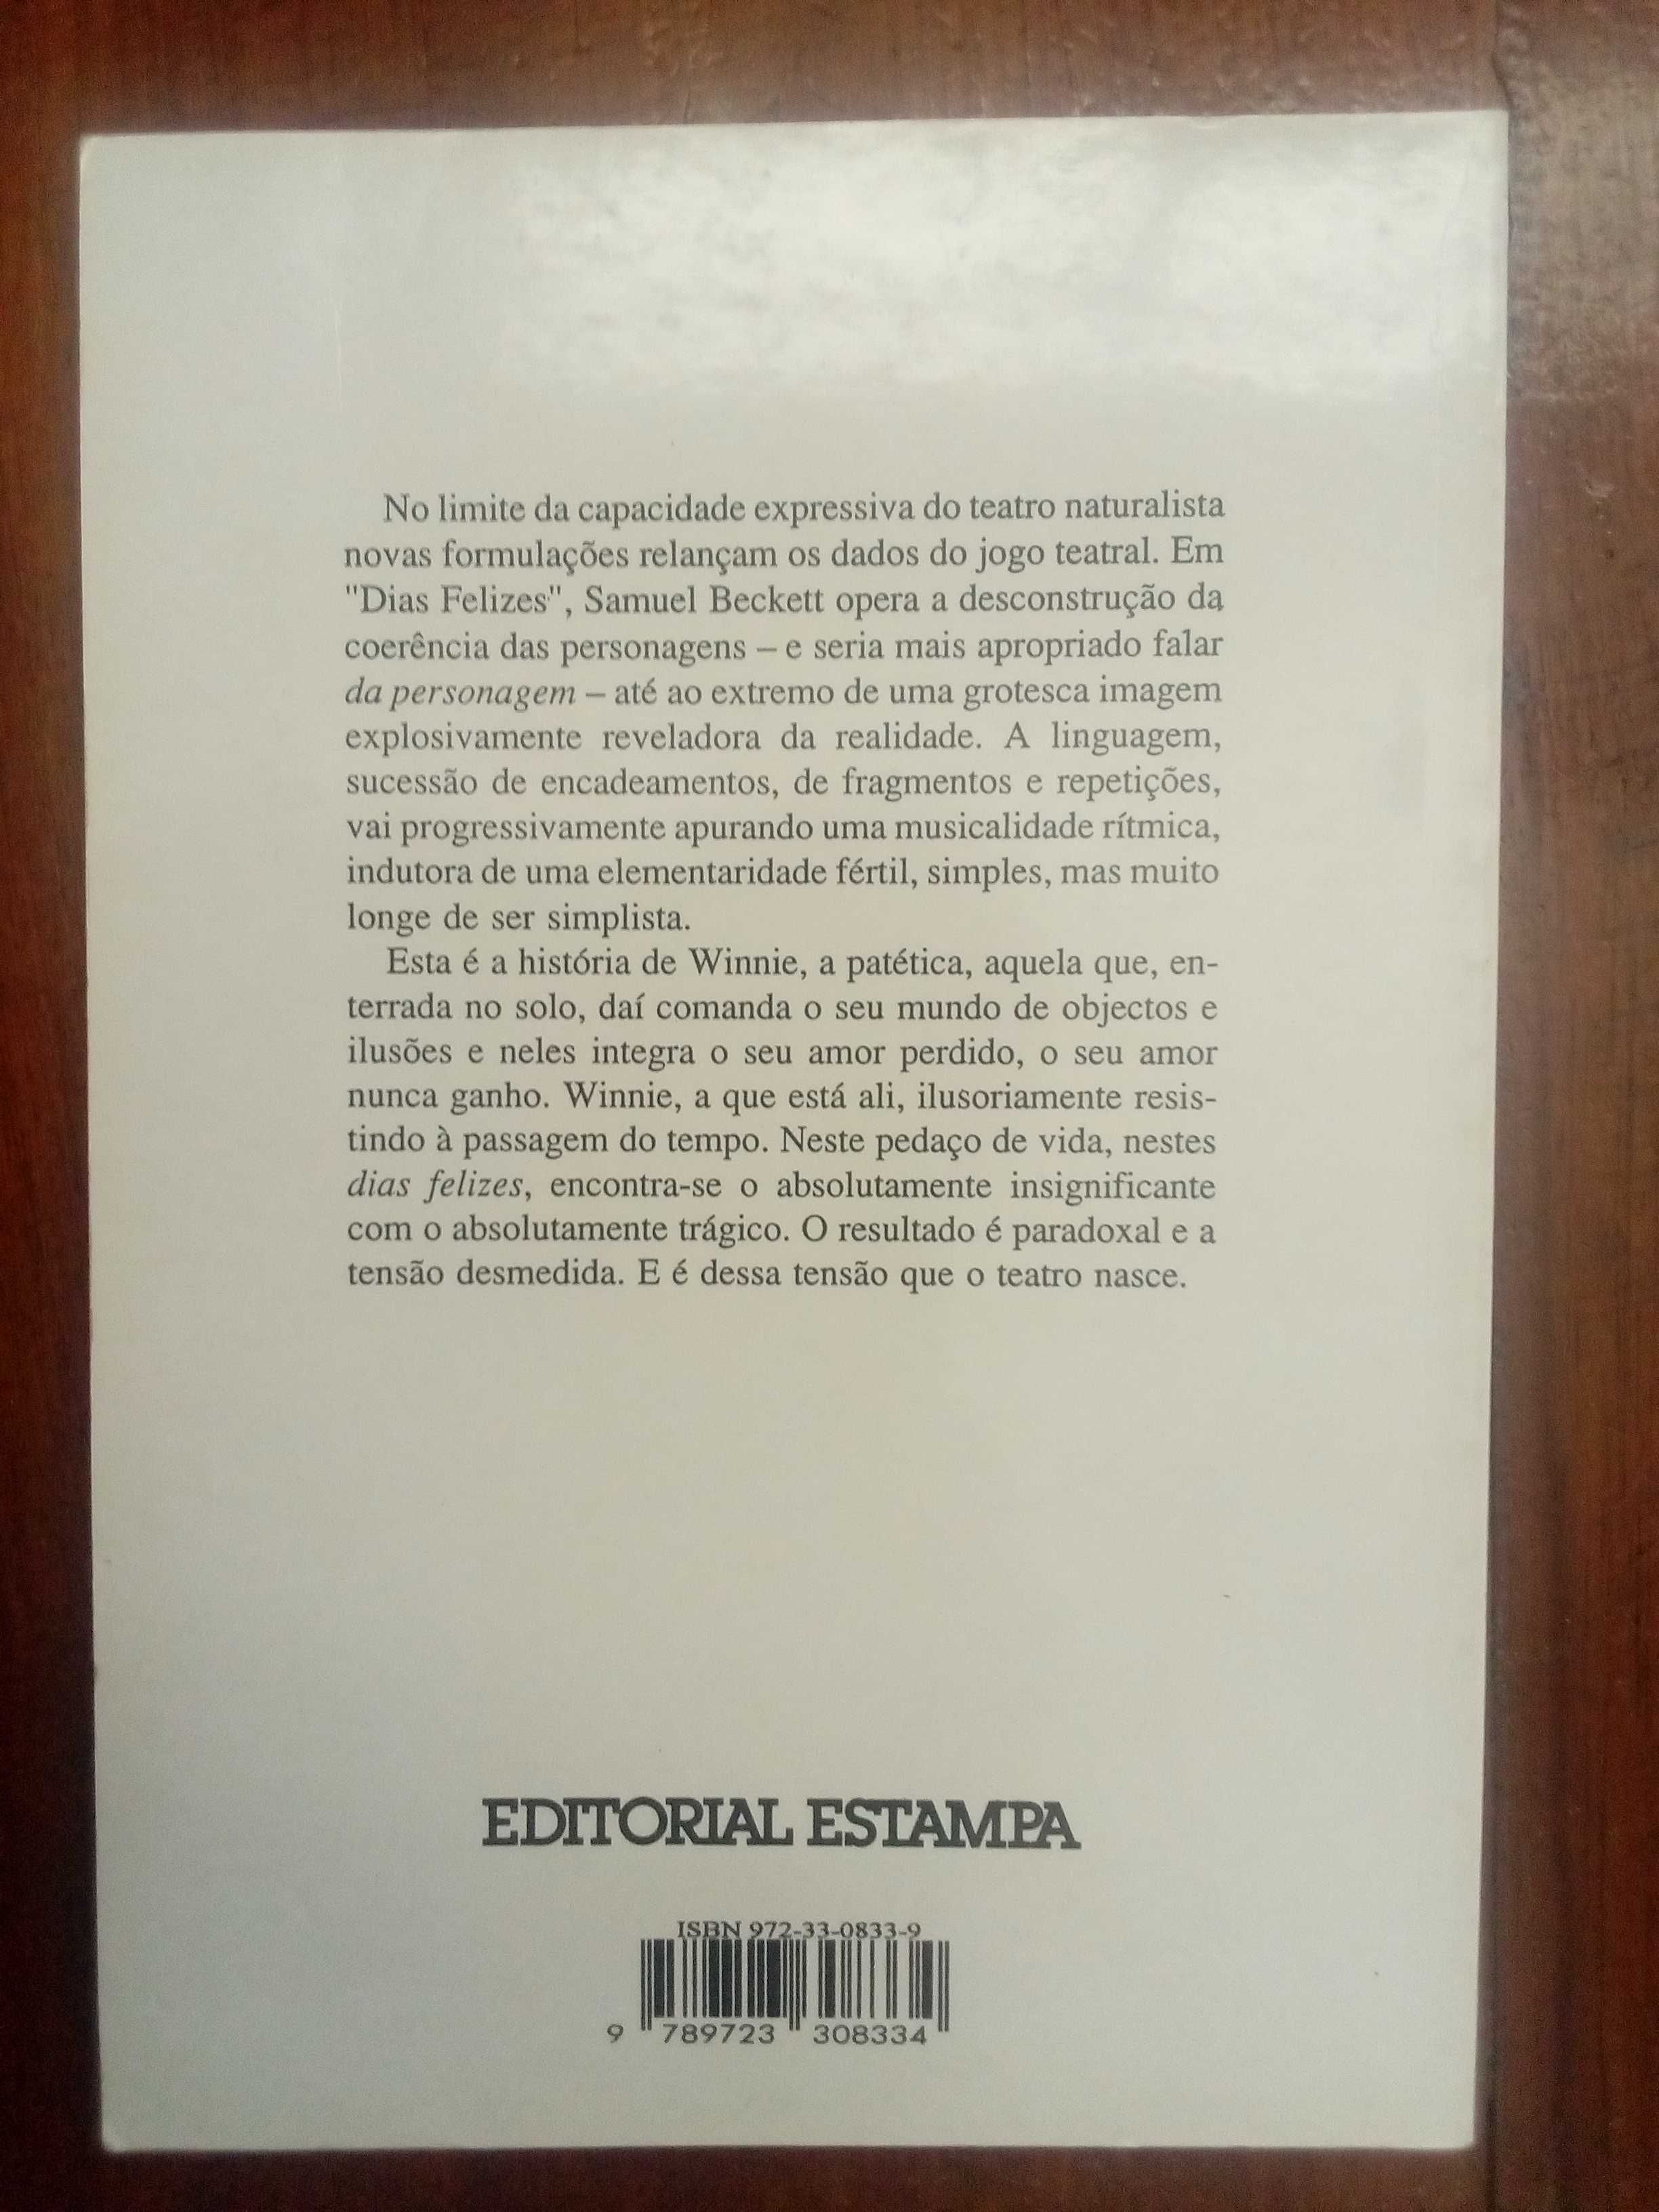 No limite da capacidade expressiva do teatro naturalista
novas formulações relançam os dados do jogo teatral. Em
"Dias Felizes", Samuel Beckett opera a desconstrução da
coerência das personagens – e seria mais apropriado falar
da personagem – até ao extremo de uma grotesca imagem
explosivamente reveladora da realidade. A linguagem,
sucessão de encadeamentos, de fragmentos e repetições,
vai progressivamente apurando uma musicalidade rítmica,
indutora de uma elementaridade fértil, simples, mas muito
longe de ser simplista.
Esta é a história de Winnie, a patética, aquela que, en-
terrada no solo, daí comanda o seu mundo de objectos e
ilusões e neles integra o seu amor perdido, o seu amor
nunca ganho. Winnie, a que está ali, ilusoriamente resis-
tindo à passagem do tempo. Neste pedaço de vida, nestes
dias felizes, encontra-se o absolutamente insignificante
com o absolutamente trágico. O resultado é paradoxal e a
tensão desmedida. E é dessa tensão que o teatro nasce.
EDITORIAL ESTAMPA
ISBN 972-33-0833-9
9 789723 308334